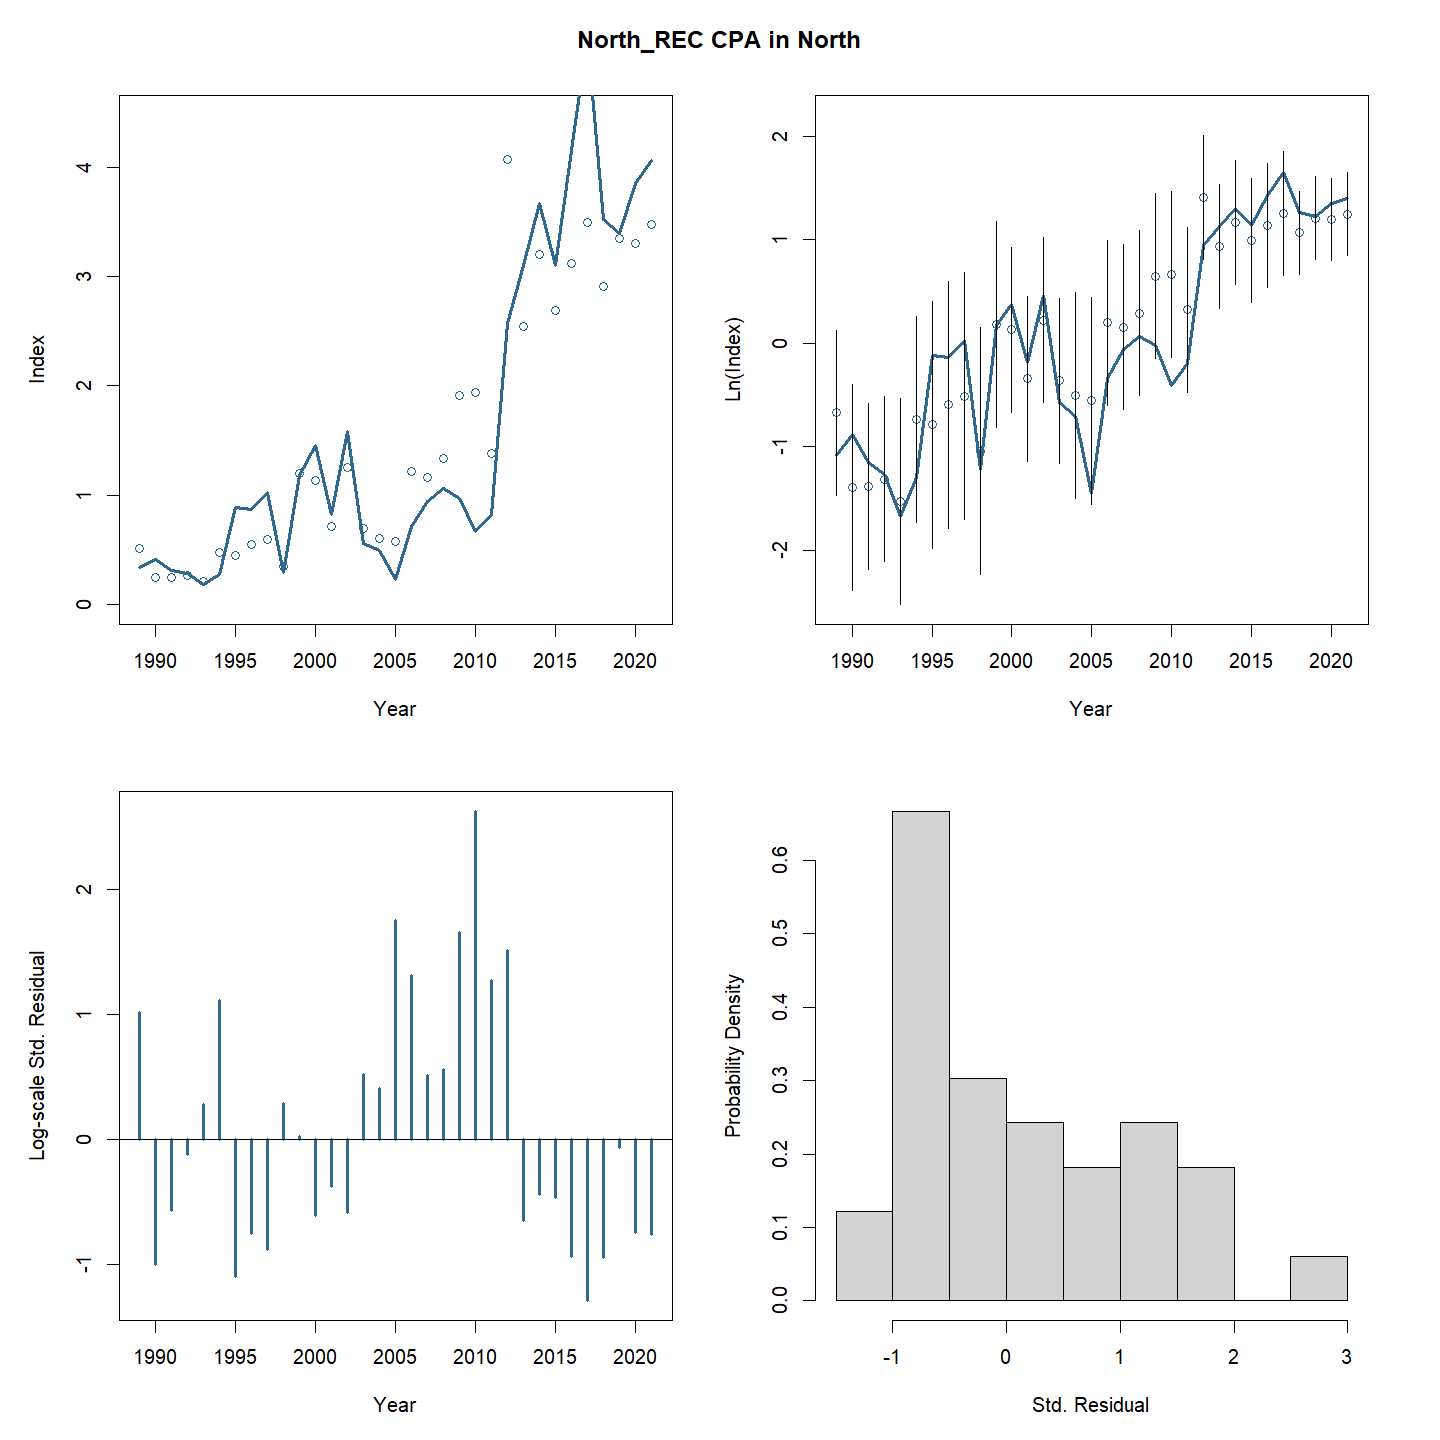 North_REC CPA in North
Index
4
3
2
1
0
1990 1995 2000 2005 2010 2015 2020
Year
Ln(Index)
2
1
0
-1
-2
1990 1995 2000 2005 2010 2015 2020
Year
Log-scale Std. Residual
2
1
0
-1
1990 1995 2000 2005 2010 2015 2020
Year
Probability Density
0.6
0.5
0.4
0.3
0.2
0.1
0.0
-1 0 1 2 3
Std. Residual